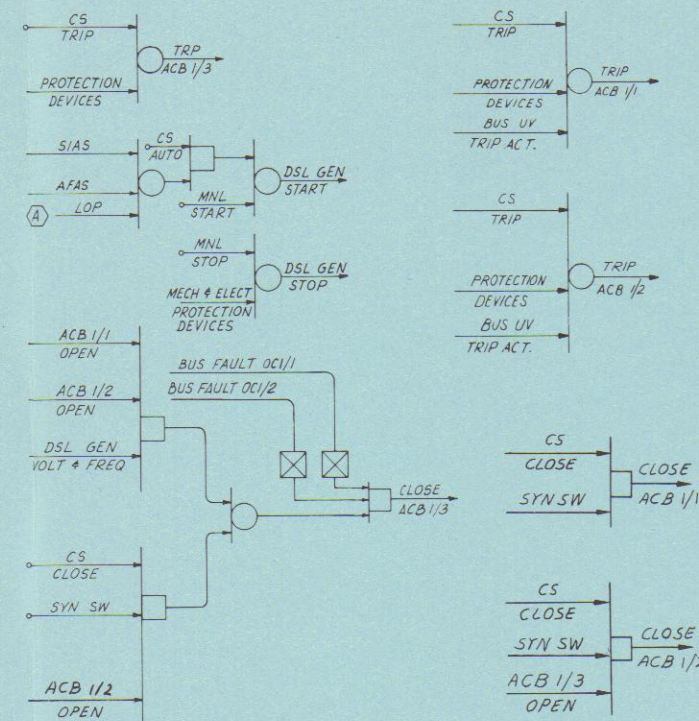 CS
TRIP
TRP
ACB 1/3
PROTECTION
DEVICES
SIAS
CS
AUTO
AFAS
DSL GEN
START
A
LOP
MNL
START
MNL
STOP
DSL GEN
STOP
MECH & ELECT
PROTECTION
DEVICES
ACB 1/1
OPEN
BUS FAULT OC1/1
BUS FAULT OC1/2
ACB 1/2
OPEN
DSL GEN
VOLT & FREQ
CLOSE
ACB 1/3
CS
CLOSE
SYN SW
ACB 1/2
OPEN
CS
TRIP
TRIP
ACB 1/1
PROTECTION
DEVICES
BUS UV
TRIP ACT.
CS
TRIP
TRIP
ACB 1/2
PROTECTION
DEVICES
BUS UV
TRIP ACT.
CS
CLOSE
CLOSE
ACB 1/1
SYN SW
CS
CLOSE
SYN SW
CLOSE
ACB 1/2
ACB 1/3
OPEN